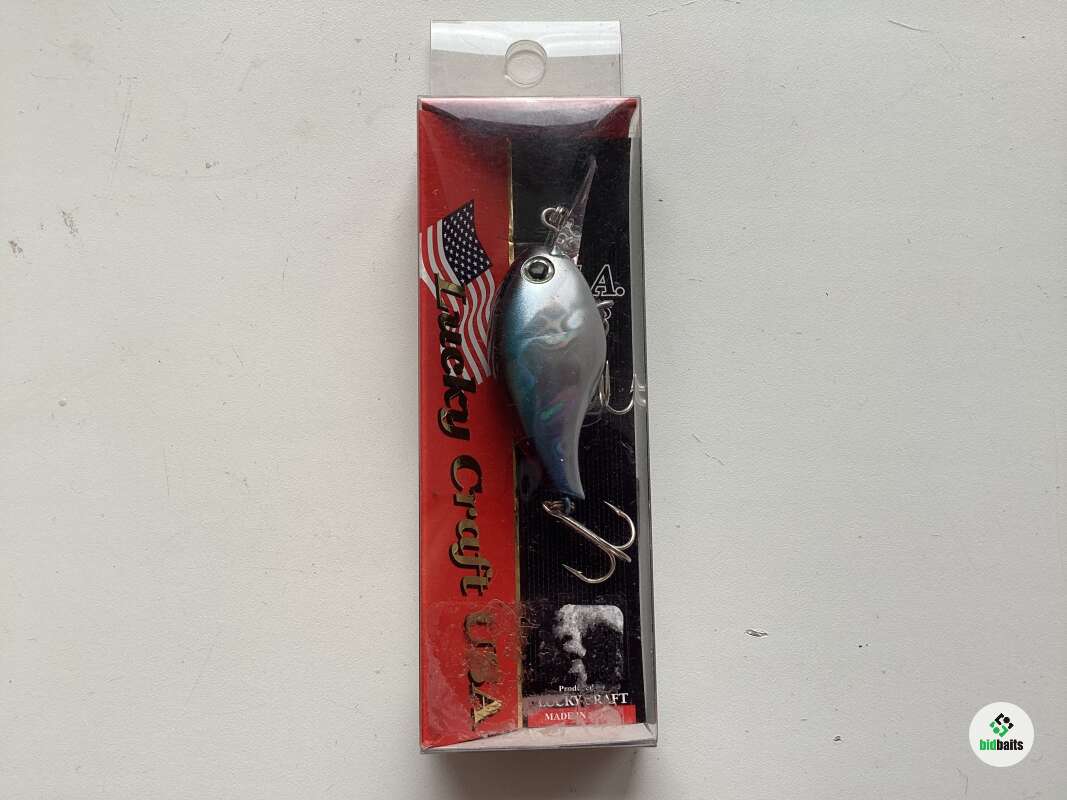 Lucky Craft USA
A.
LUCKY CRAFT
MADE IN
bidbaits